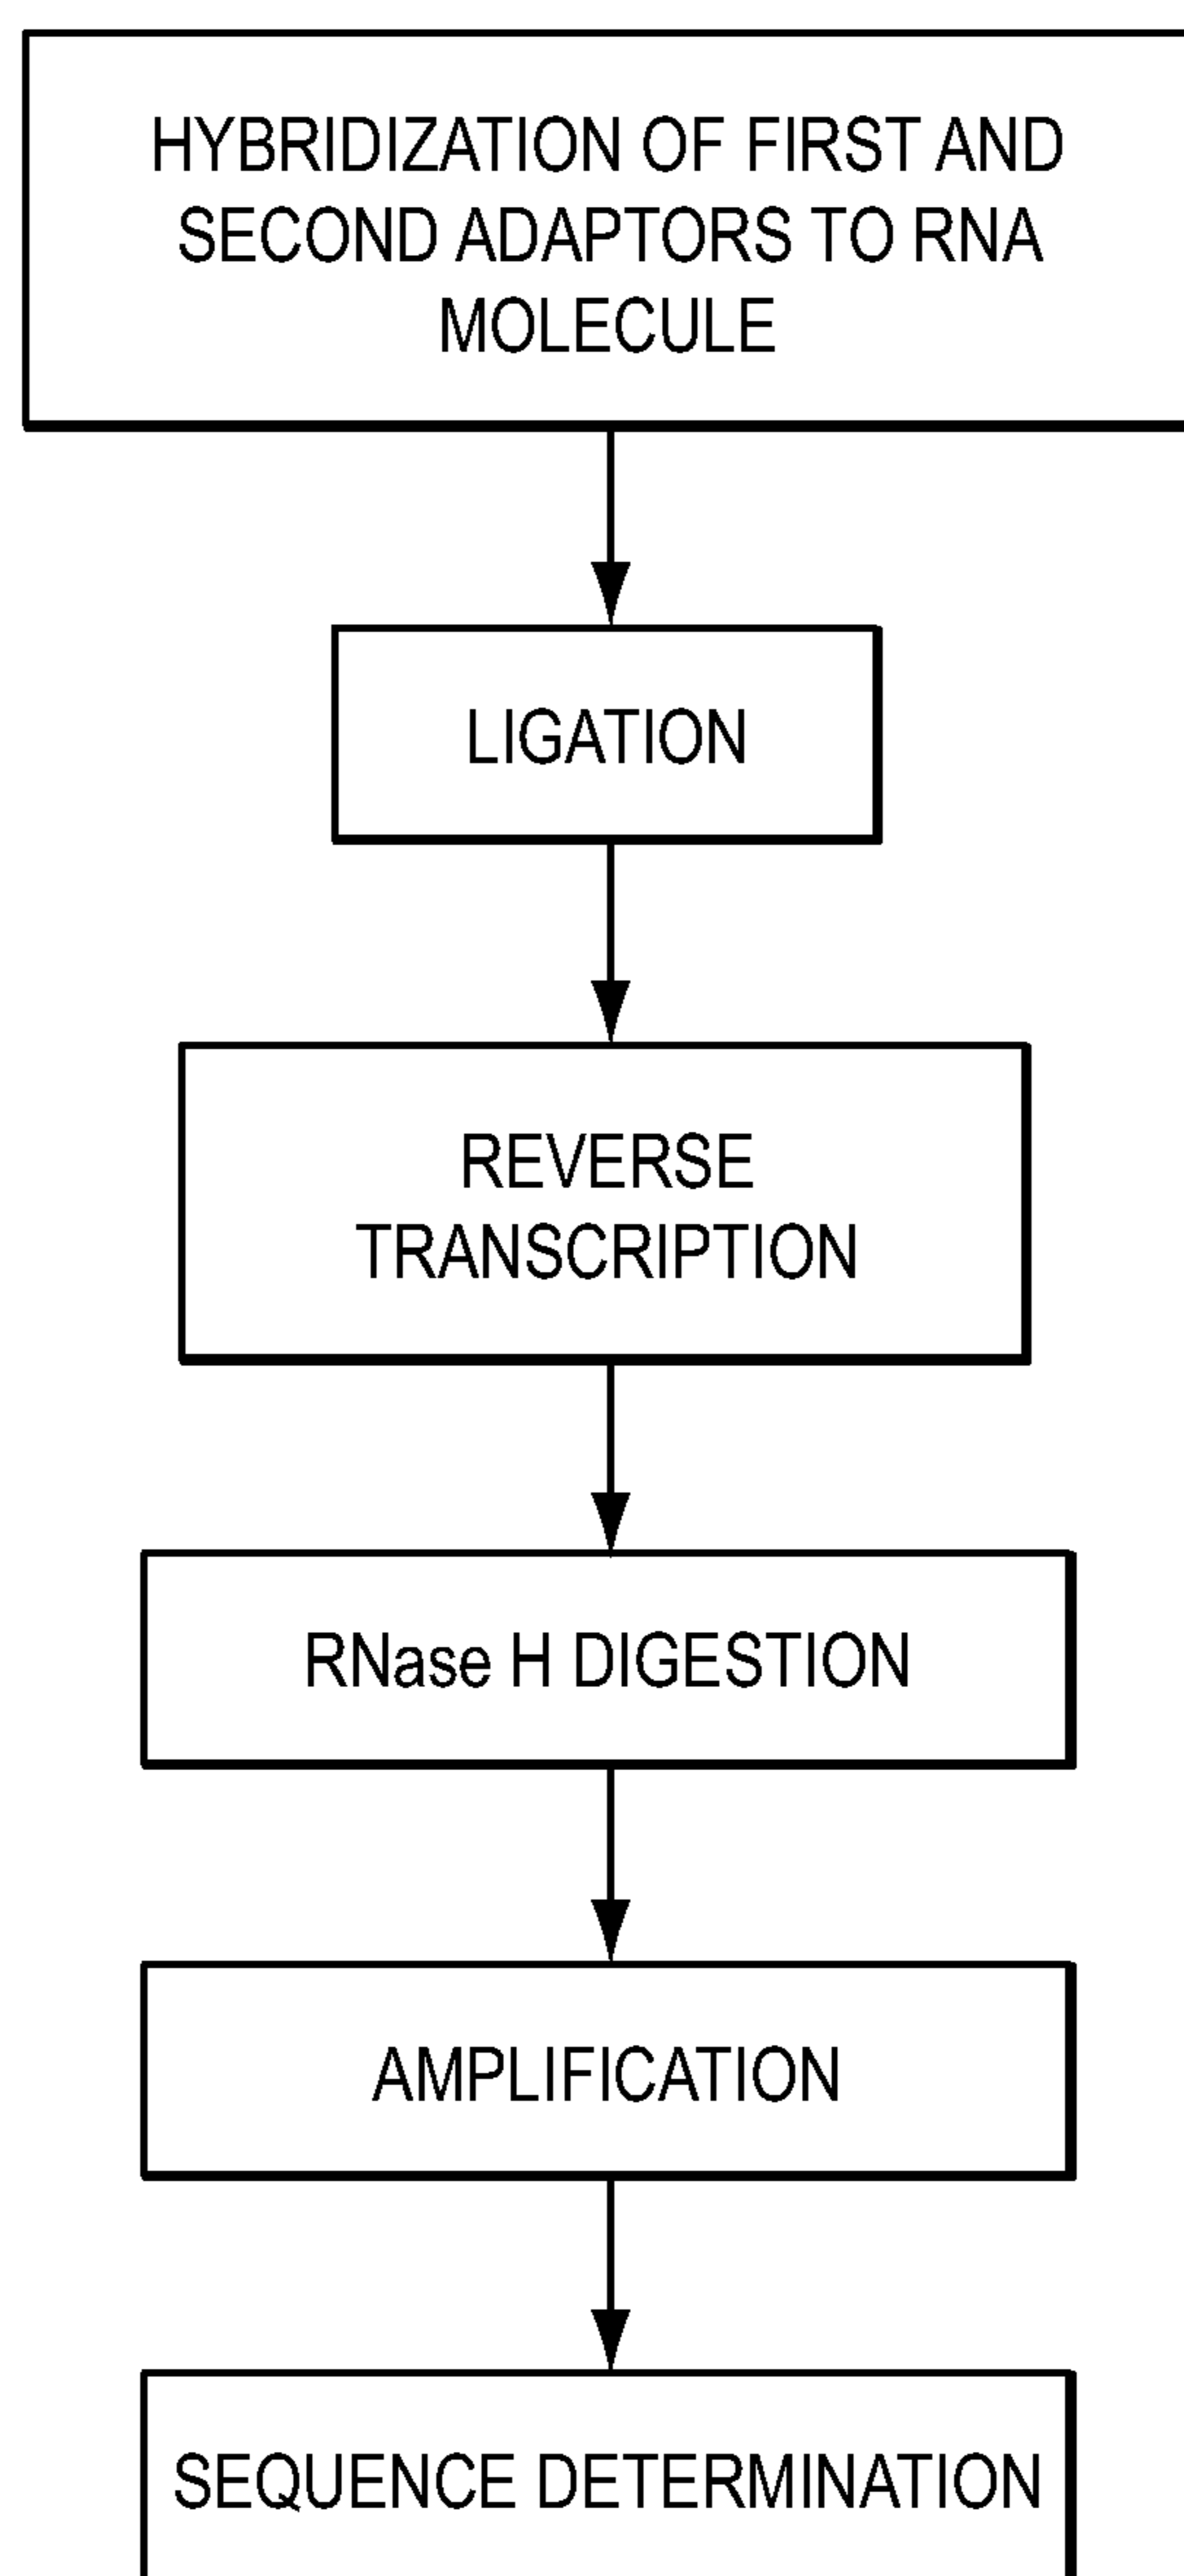 HYBRIDIZATION OF FIRST AND
SECOND ADAPTORS TO RNA
MOLECULE
LIGATION
REVERSE
TRANSCRIPTION
RNase H DIGESTION
AMPLIFICATION
SEQUENCE DETERMINATION